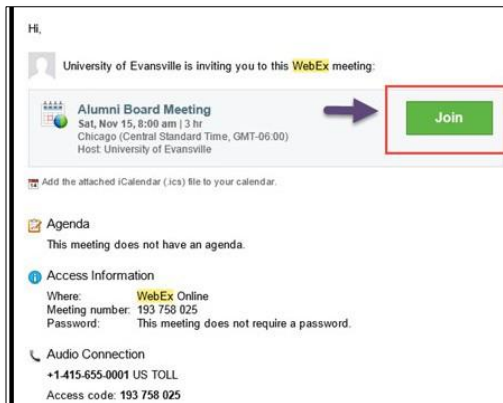 Hi,
University of Evansville is inviting you to this WebEx meeting:
Alumni Board Meeting
Sat, Nov 15, 8:00 am | 3 hr
Chicago (Central Standard Time, GMT-06:00)
Host: University of Evansville
Join
Add the attached iCalendar (.ics) file to your calendar.
Agenda
This meeting does not have an agenda.
Access Information
Where: WebEx Online
Meeting number: 193 758 025
Password: This meeting does not require a password.
Audio Connection
+1-415-655-0001 US TOLL
Access code: 193 758 025